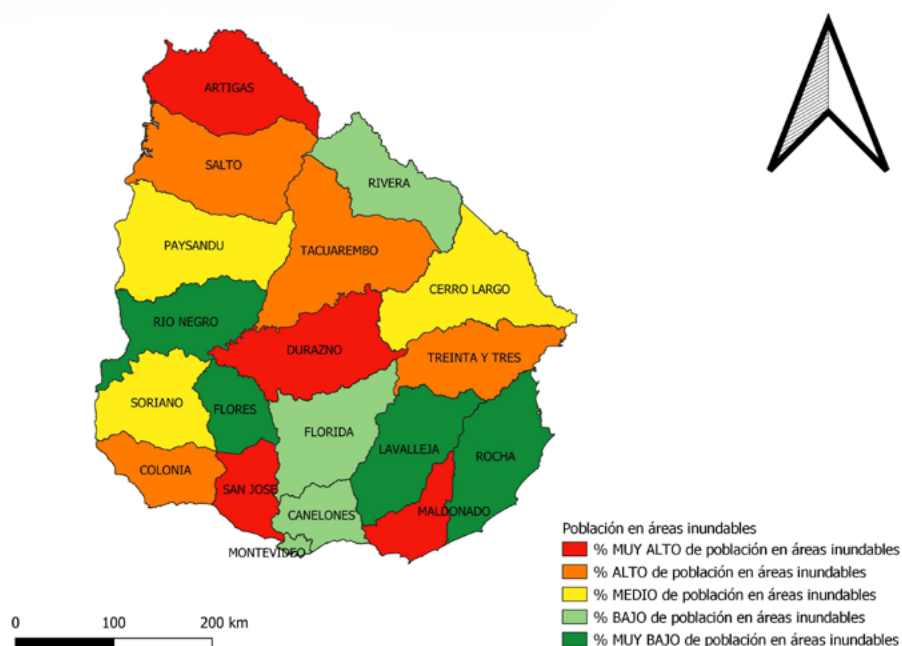 ARTIGAS
SALTO
RIVERA
PAYSANDU
TACUAREMBO
CERRO LARGO
RIO NEGRO
DURAZNO
TREINTA Y TRES
SORIANO
FLORES
FLORIDA
LAVALLEJA
ROCHA
COLONIA
SAN JOSE
CANELONES
MALDONADO
MONTEVIDEO
Población en áreas inundables
% MUY ALTO de población en áreas inundables
% ALTO de población en áreas inundables
% MEDIO de población en áreas inundables
% BAJO de población en áreas inundables
% MUY BAJO de población en áreas inundables
0 100 200 km